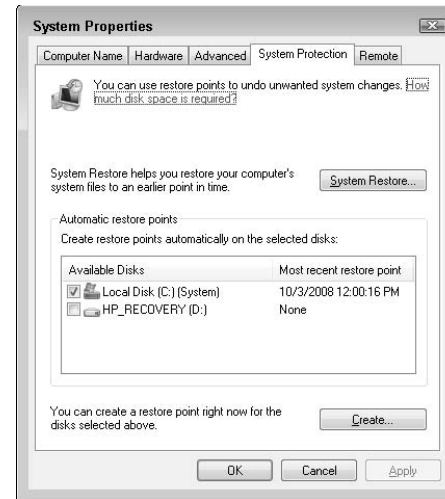 System Properties
Computer Name
Hardware
Advanced
System Protection
Remote
You can use restore points to undo unwanted system changes. How
much disk space is required?
System Restore helps you restore your computer's
system files to an earlier point in time.
System Restore...
Automatic restore points
Create restore points automatically on the selected disks:
Available Disks
Most recent restore point
Local Disk (C:) (System)
10/3/2008 12:00:16 PM
HP_RECOVERY (D:)
None
You can create a restore point right now for the
disks selected above.
Create...
OK
Cancel
Apply